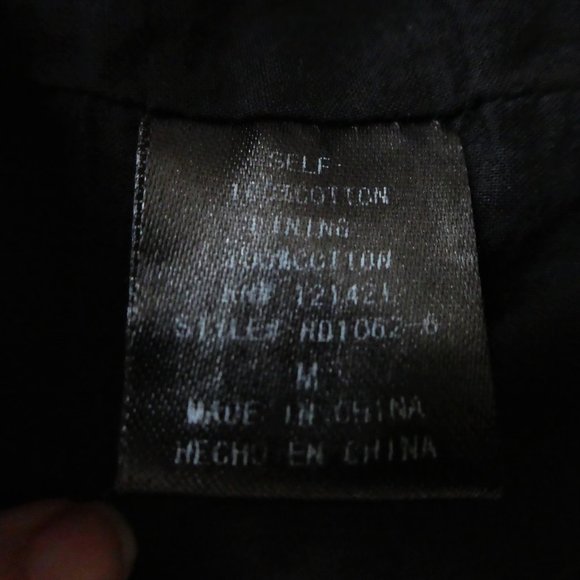 SELF:
100%COTTON
LINING
100%COTTON
RN# 121421
STYLE# RD1062-6
M
MADE IN CHINA
HECHO EN CHINA